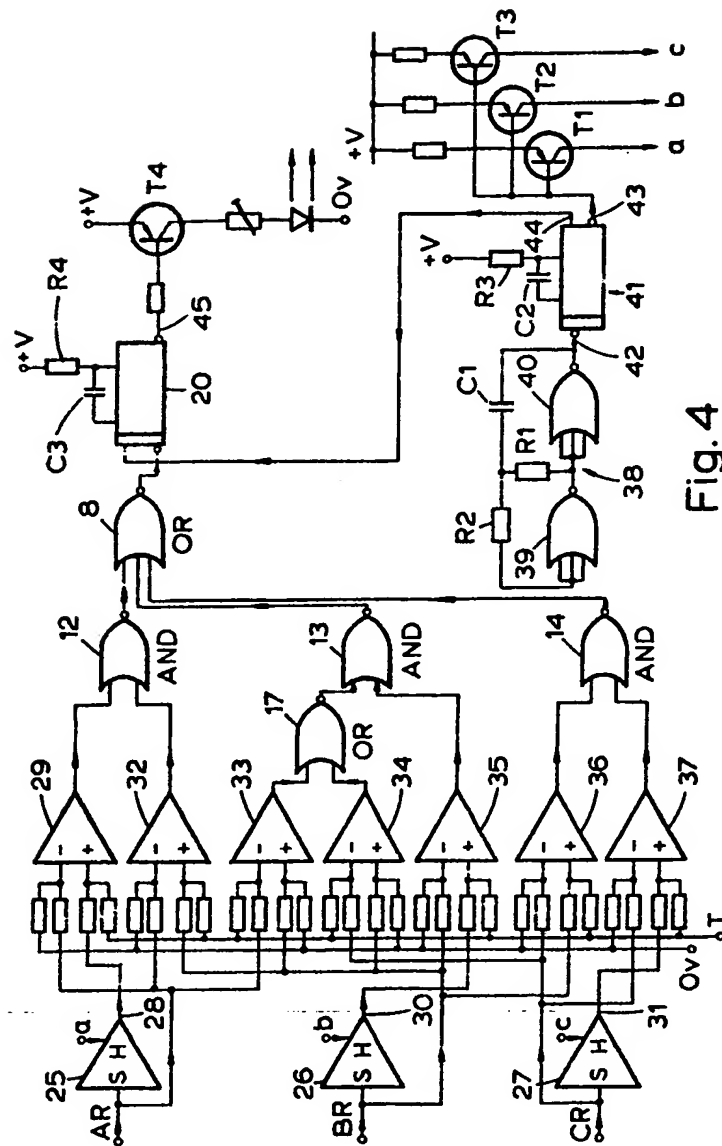 AR
25
S
H
a
28
BR
26
S
H
b
30
CR
27
S
H
c
31
Ov
T
29
-
+
32
-
+
33
-
+
34
-
+
35
-
+
36
-
+
37
-
+
12
AND
17
OR
13
AND
14
AND
8
OR
C3
+V
R4
20
45
+V
T4
Ov
39
R2
R1
38
C1
40
42
+V
R3
C2
41
44
43
+V
T1
T2
T3
a
b
c
Fig. 4